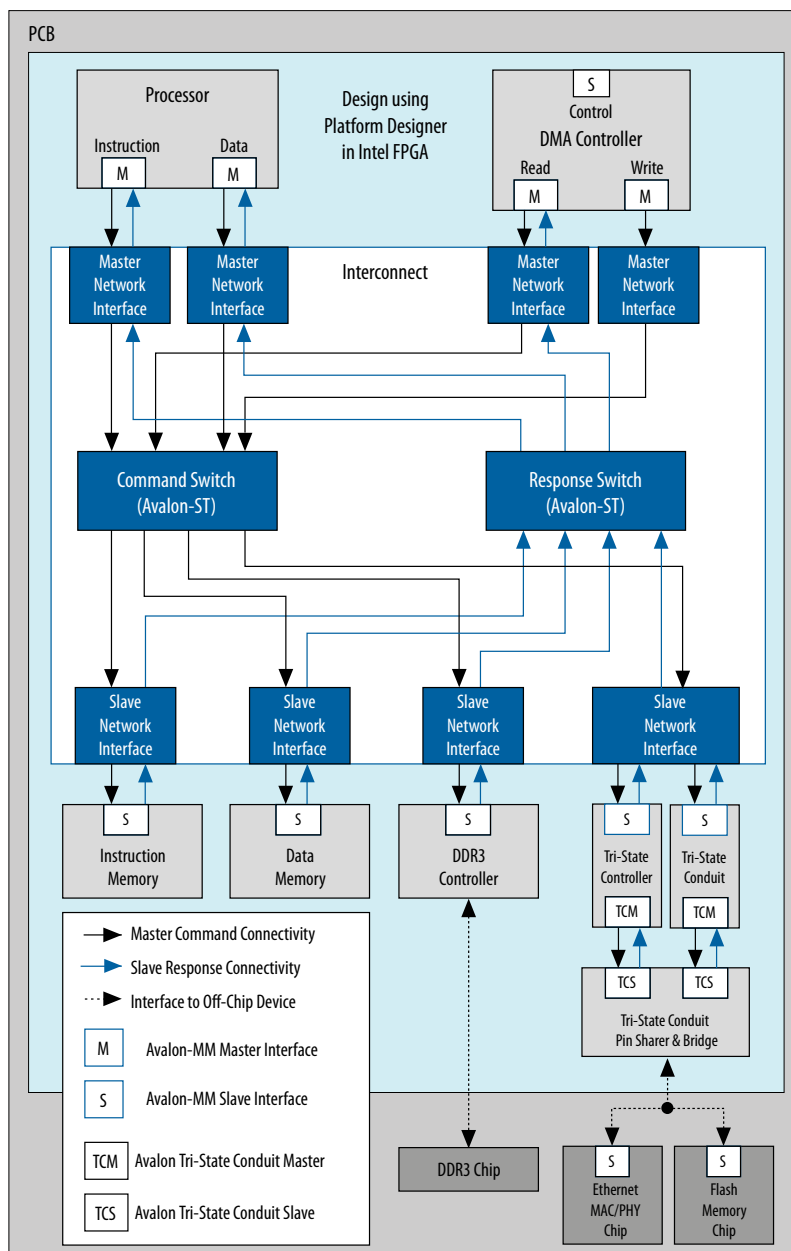 PCB
Processor
Instruction
Data
M
M
Design using
Platform Designer
in Intel FPGA
S
Control
DMA Controller
Read
Write
M
M
Master
Network
Interface
Master
Network
Interface
Interconnect
Master
Network
Interface
Master
Network
Interface
Command Switch
(Avalon-ST)
Response Switch
(Avalon-ST)
Slave
Network
Interface
Slave
Network
Interface
Slave
Network
Interface
Slave
Network
Interface
S
Instruction
Memory
S
Data
Memory
S
DDR3
Controller
S
Tri-State
Controller
TCM
S
Tri-State
Conduit
TCM
TCS
TCS
Tri-State Conduit
Pin Sharer & Bridge
Master Command Connectivity
Slave Response Connectivity
Interface to Off-Chip Device
M Avalon-MM Master Interface
S Avalon-MM Slave Interface
TCM Avalon Tri-State Conduit Master
TCS Avalon Tri-State Conduit Slave
DDR3 Chip
S
Ethernet
MAC/PHY
Chip
S
Flash
Memory
Chip